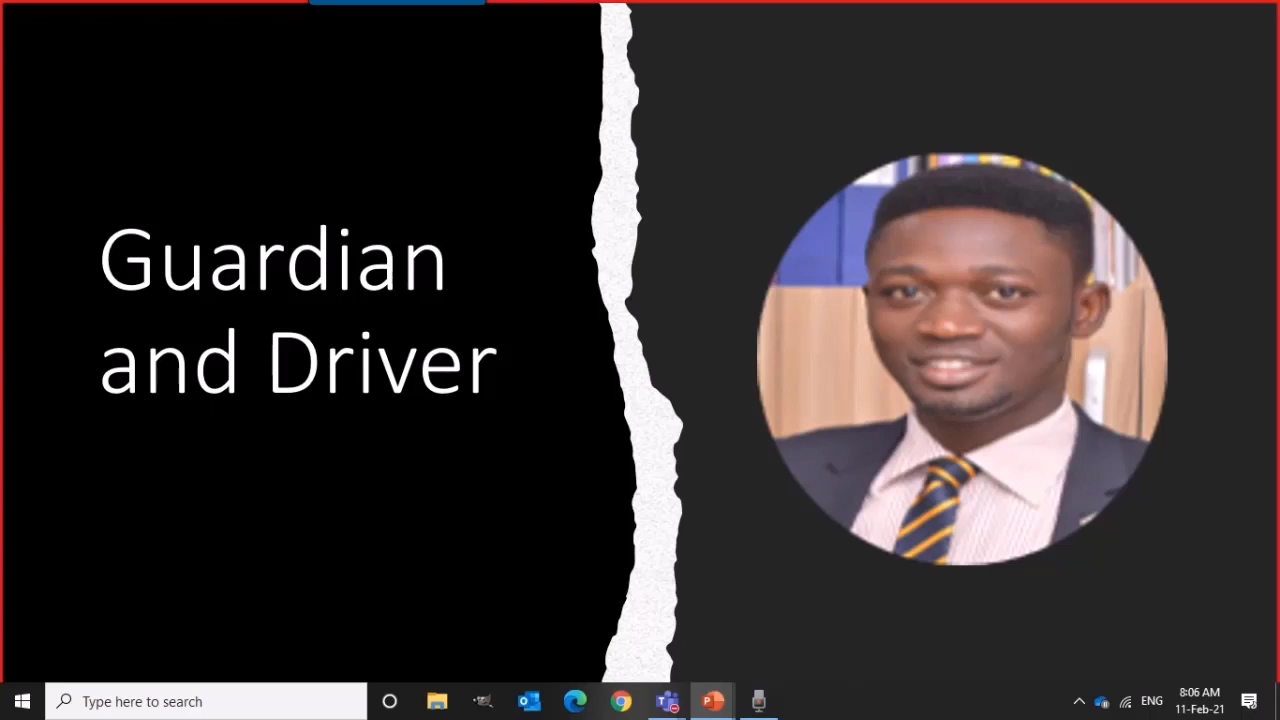 Guardian
and Driver
Type here to search
ENG
8:06 AM
11-Feb-21